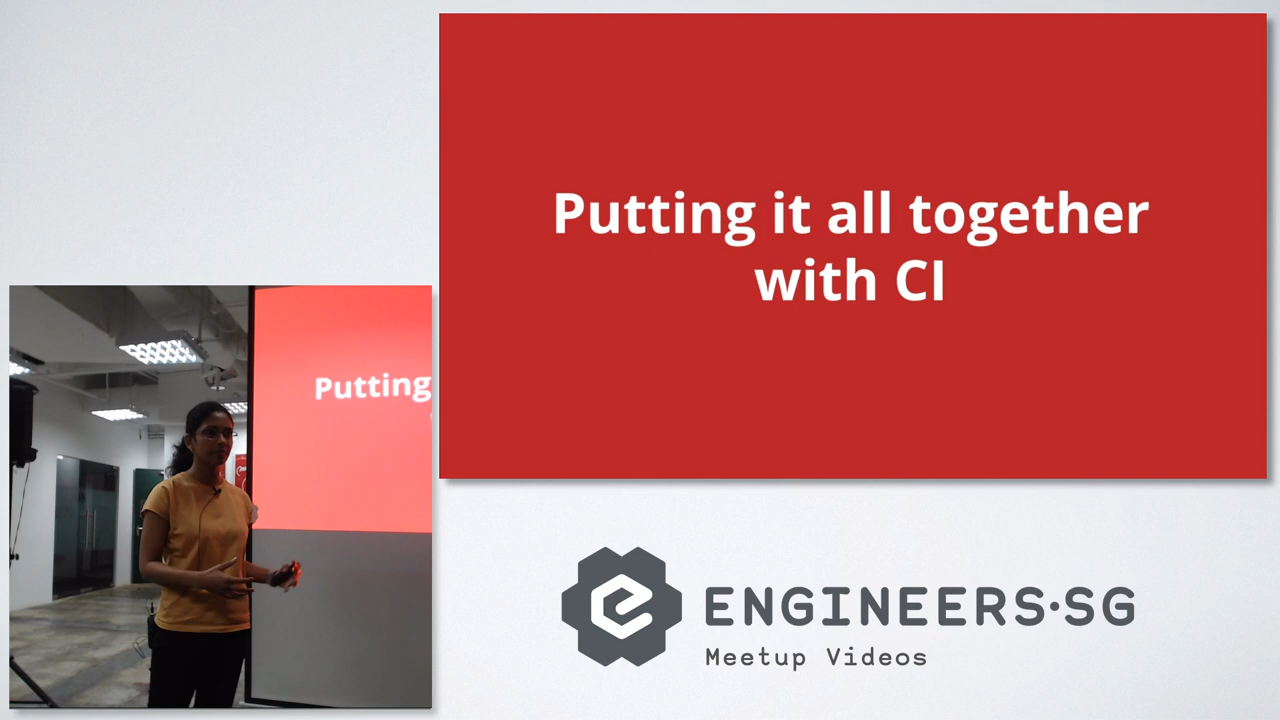 Putting it all together
with CI
Putting
ENGINEERS·SG
Meetup Videos